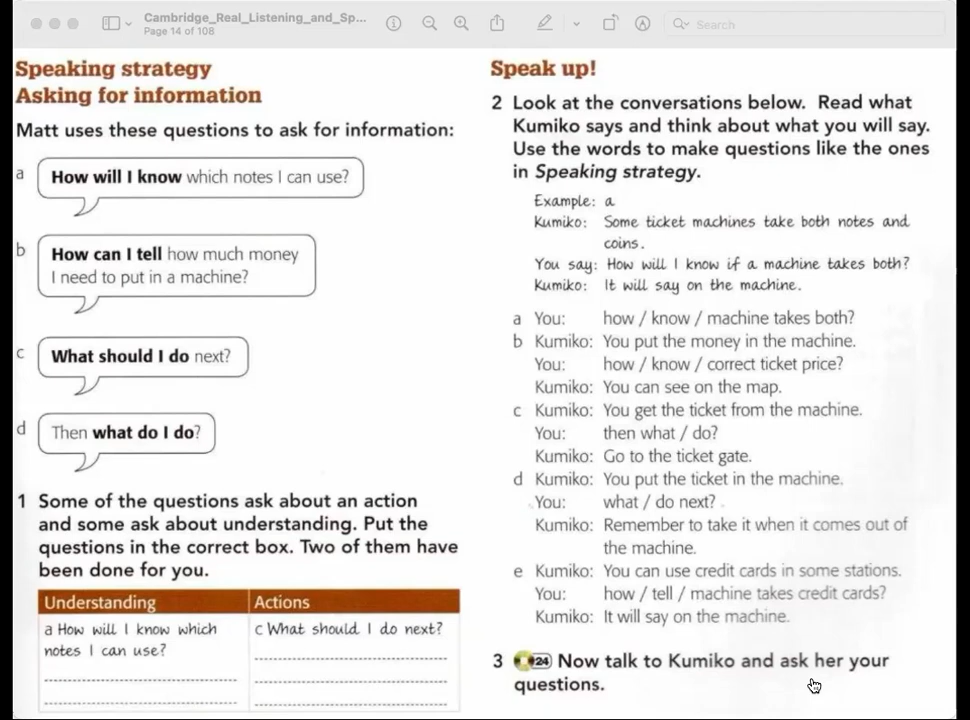 Cambridge_Real_Listening_and_Sp...
Page 14 of 108
Search
Speaking strategy
Asking for information
Matt uses these questions to ask for information:
a How will I know which notes I can use?
b How can I tell how much money
I need to put in a machine?
c What should I do next?
d Then what do I do?
1 Some of the questions ask about an action
and some ask about understanding. Put the
questions in the correct box. Two of them have
been done for you.
Understanding Actions
a How will I know which c What should I do next?
notes I can use?
Speak up!
2 Look at the conversations below. Read what
Kumiko says and think about what you will say.
Use the words to make questions like the ones
in Speaking strategy.
Example: a
Kumiko: Some ticket machines take both notes and
coins.
You say: How will I know if a machine takes both?
Kumiko: It will say on the machine.
a You: how / know / machine takes both?
b Kumiko: You put the money in the machine.
You: how / know / correct ticket price?
Kumiko: You can see on the map.
c Kumiko: You get the ticket from the machine.
You: then what / do?
Kumiko: Go to the ticket gate.
d Kumiko: You put the ticket in the machine.
You: what / do next?
Kumiko: Remember to take it when it comes out of
the machine.
e Kumiko: You can use credit cards in some stations.
You: how / tell / machine takes credit cards?
Kumiko: It will say on the machine.
3 24 Now talk to Kumiko and ask her your
questions.